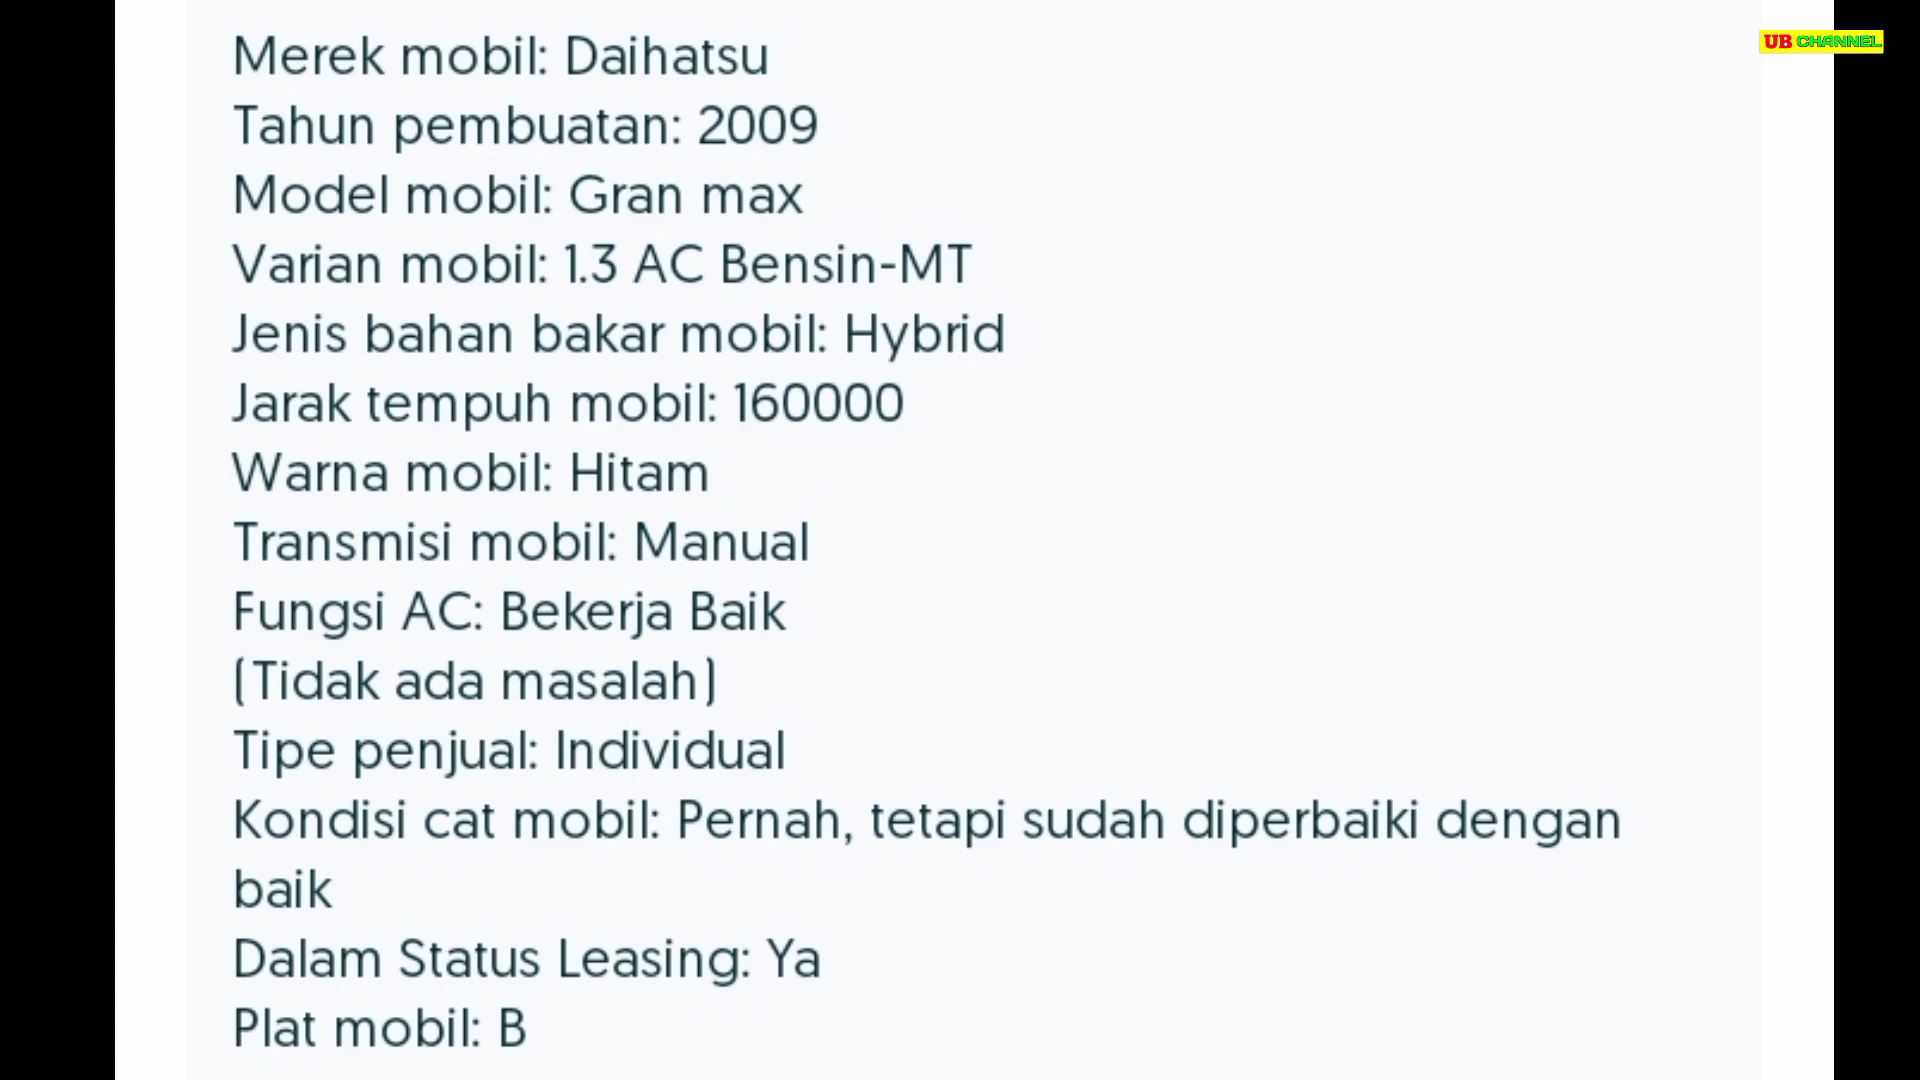 Merek mobil: Daihatsu
Tahun pembuatan: 2009
Model mobil: Gran max
Varian mobil: 1.3 AC Bensin-MT
Jenis bahan bakar mobil: Hybrid
Jarak tempuh mobil: 160000
Warna mobil: Hitam
Transmisi mobil: Manual
Fungsi AC: Bekerja Baik
(Tidak ada masalah)
Tipe penjual: Individual
Kondisi cat mobil: Pernah, tetapi sudah diperbaiki dengan
baik
Dalam Status Leasing: Ya
Plat mobil: B
UB CHANNEL